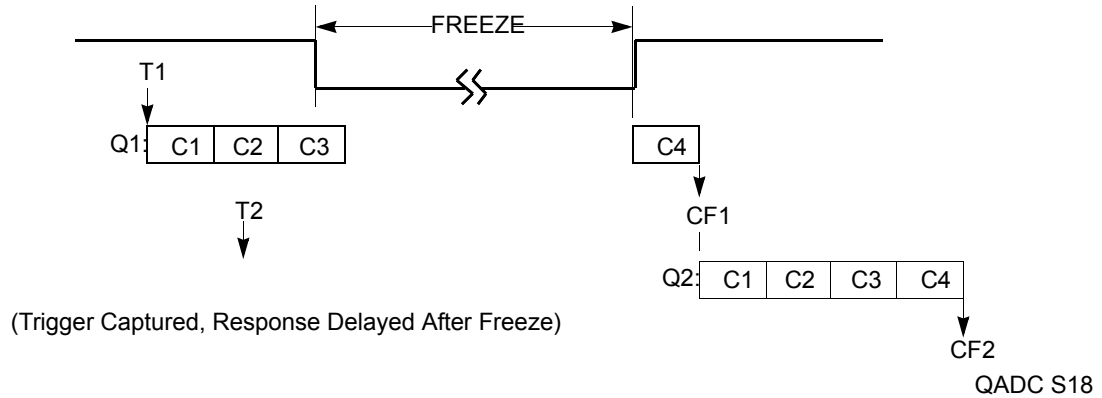 FREEZE
T1
Q1: C1 C2 C3 C4
T2
CF1
Q2: C1 C2 C3 C4
(Trigger Captured, Response Delayed After Freeze)
CF2
QADC S18